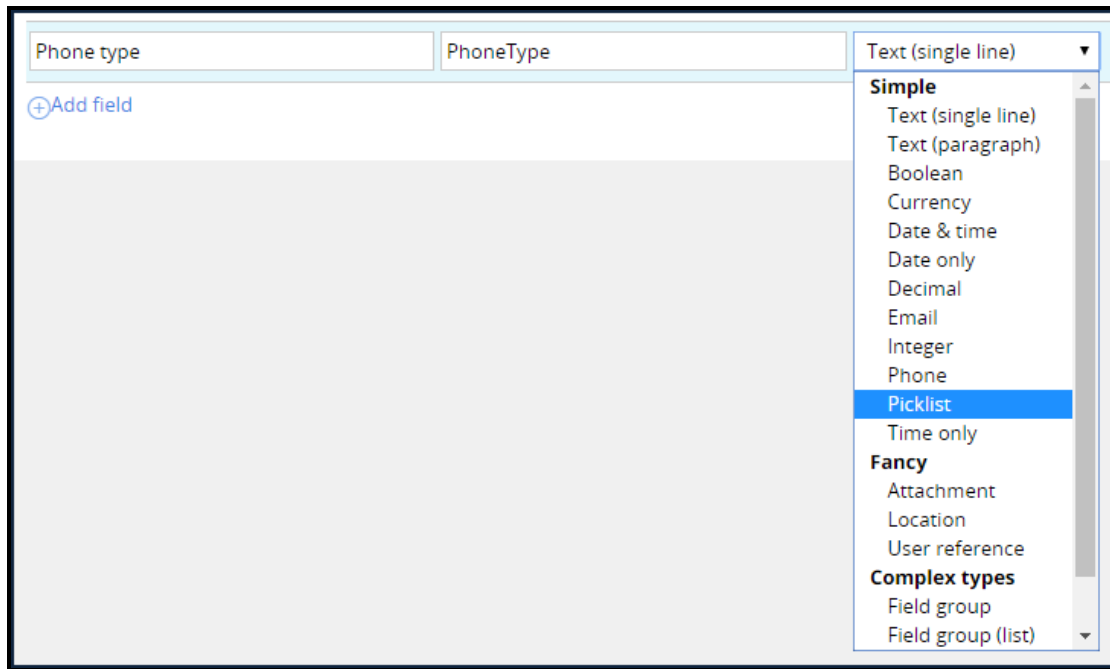 Phone type PhoneType Text (single line)
Add field
Simple
Text (single line)
Text (paragraph)
Boolean
Currency
Date & time
Date only
Decimal
Email
Integer
Phone
Picklist
Time only
Fancy
Attachment
Location
User reference
Complex types
Field group
Field group (list)